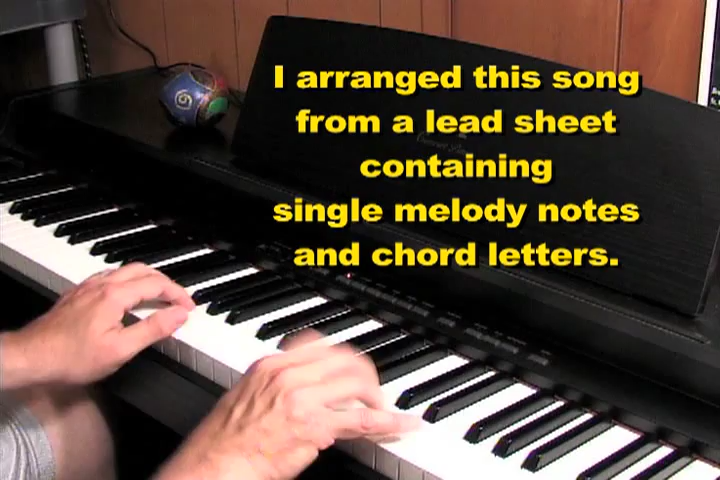 I arranged this song
from a lead sheet
containing
single melody notes
and chord letters.